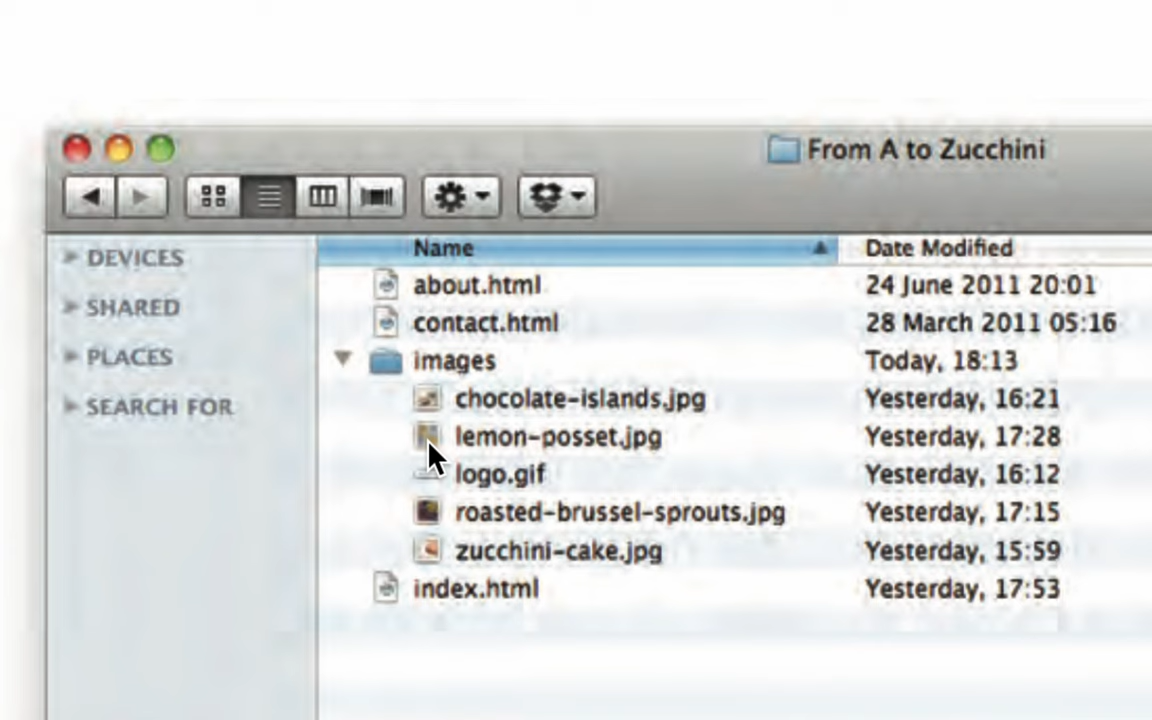 From A to Zucchini
DEVICES
SHARED
PLACES
SEARCH FOR
Name Date Modified
about.html 24 June 2011 20:01
contact.html 28 March 2011 05:16
images Today, 18:13
chocolate-islands.jpg Yesterday, 16:21
lemon-posset.jpg Yesterday, 17:28
logo.gif Yesterday, 16:12
roasted-brussel-sprouts.jpg Yesterday, 17:15
zucchini-cake.jpg Yesterday, 15:59
index.html Yesterday, 17:53